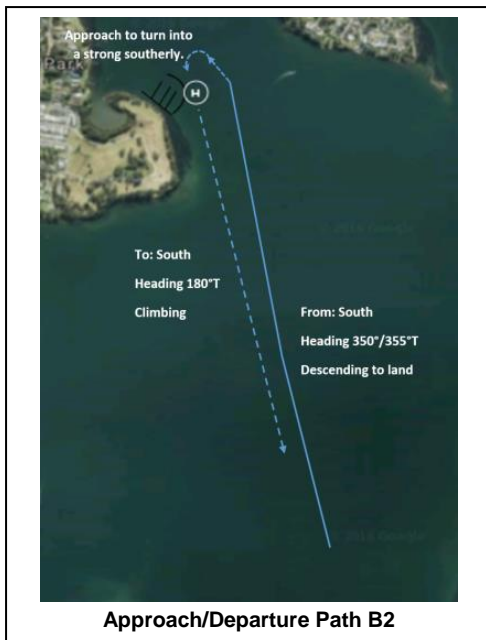 Approach to turn into
a strong southerly.
Park
H
To: South
Heading 180°T
Climbing
From: South
Heading 350°/355°T
Descending to land
Approach/Departure Path B2